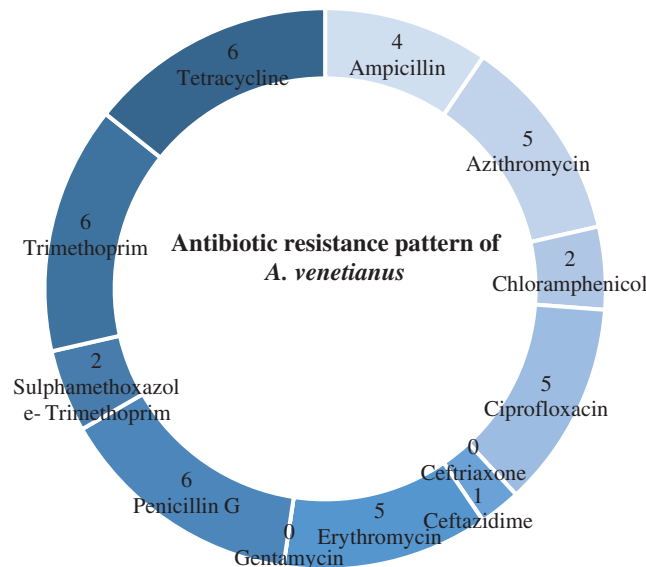 6
Tetracycline
4
Ampicillin
5
Azithromycin
2
Chloramphenicol
5
Ciprofloxacin
0
Ceftriaxone
1
Ceftazidime
5
Erythromycin
0
Gentamycin
6
Penicillin G
2
Sulphamethoxazol
e- Trimethoprim
6
Trimethoprim
Antibiotic resistance pattern of
A. venetianus